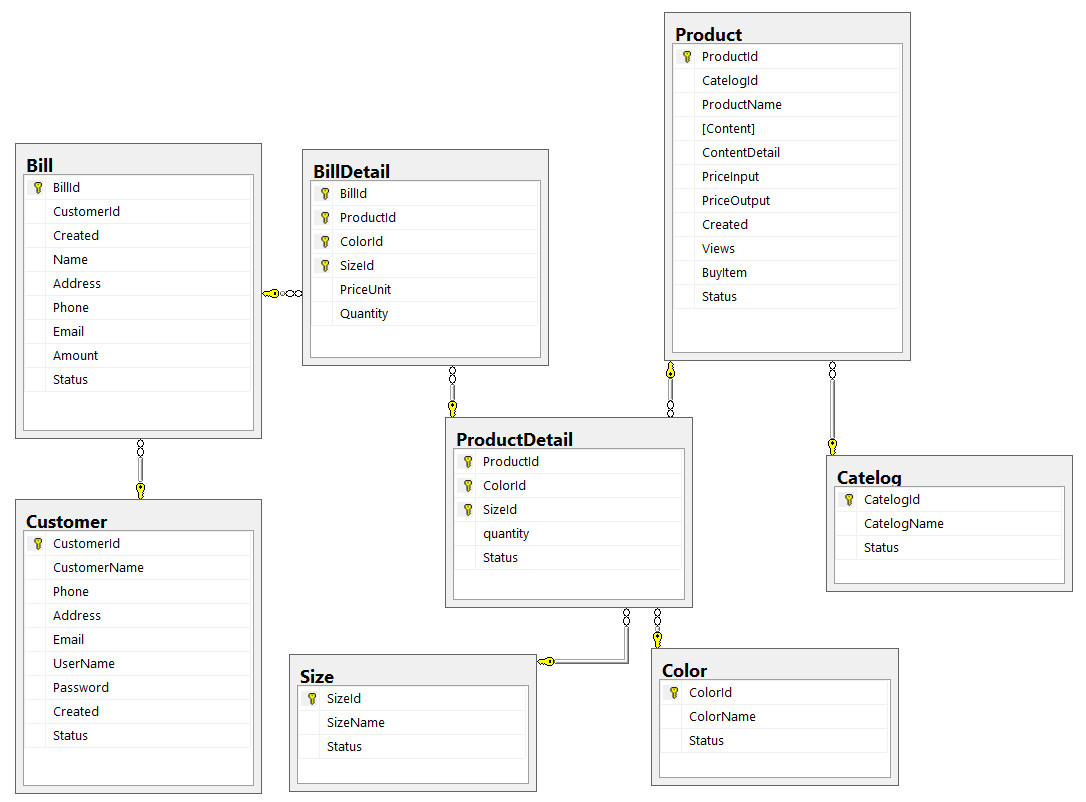 Product
ProductId
CatelogId
ProductName
[Content]
ContentDetail
PriceInput
PriceOutput
Created
Views
BuyItem
Status
Bill
BillId
CustomerId
Created
Name
Address
Phone
Email
Amount
Status
BillDetail
BillId
ProductId
ColorId
SizeId
PriceUnit
Quantity
ProductDetail
ProductId
ColorId
SizeId
quantity
Status
Catelog
CatelogId
CatelogName
Status
Customer
CustomerId
CustomerName
Phone
Address
Email
UserName
Password
Created
Status
Size
SizeId
SizeName
Status
Color
ColorId
ColorName
Status